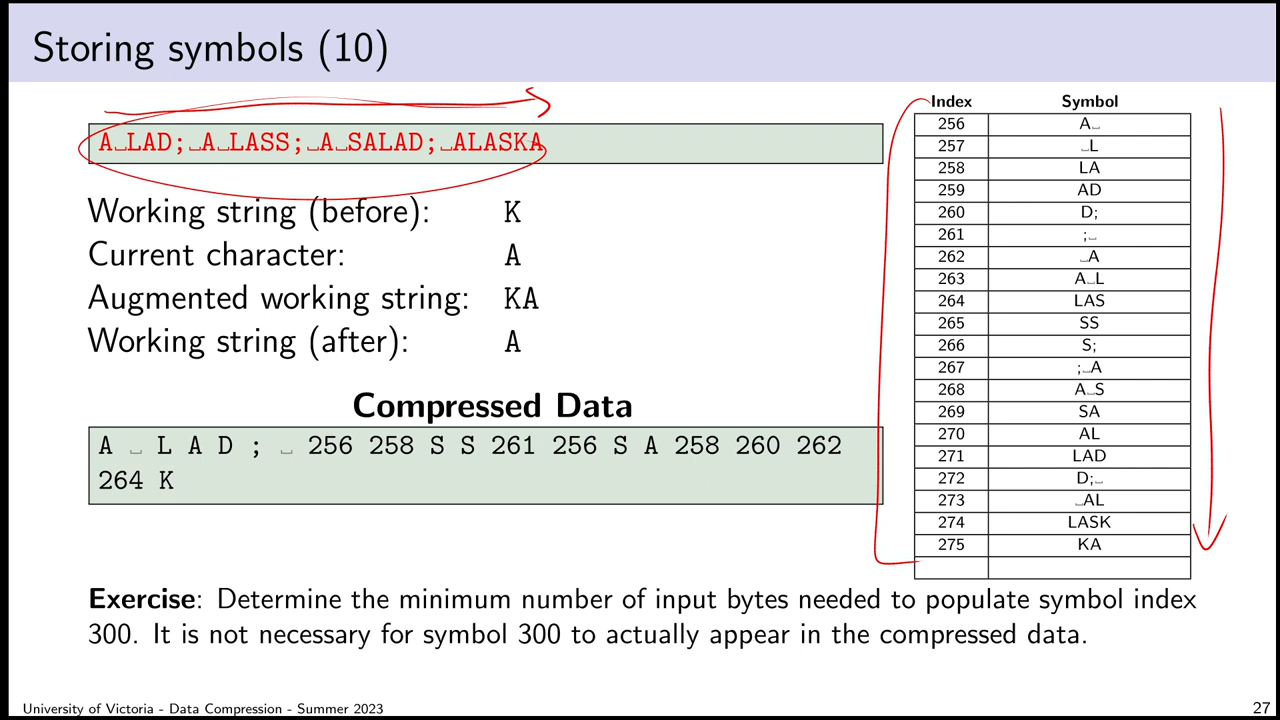 Storing symbols (10)
A␣LAD;␣A␣LASS;␣A␣SALAD;␣ALASKA
Working string (before): K
Current character: A
Augmented working string: KA
Working string (after): A
Compressed Data
A ␣ L A D ; ␣ 256 258 S S 261 256 S A 258 260 262
264 K
Index Symbol
256 A␣
257 ␣L
258 LA
259 AD
260 D;
261 ;␣
262 ␣A
263 A␣L
264 LAS
265 SS
266 S;
267 ;␣A
268 A␣S
269 SA
270 AL
271 LAD
272 D;␣
273 ␣AL
274 LASK
275 KA
Exercise: Determine the minimum number of input bytes needed to populate symbol index
300. It is not necessary for symbol 300 to actually appear in the compressed data.
University of Victoria - Data Compression - Summer 2023
27